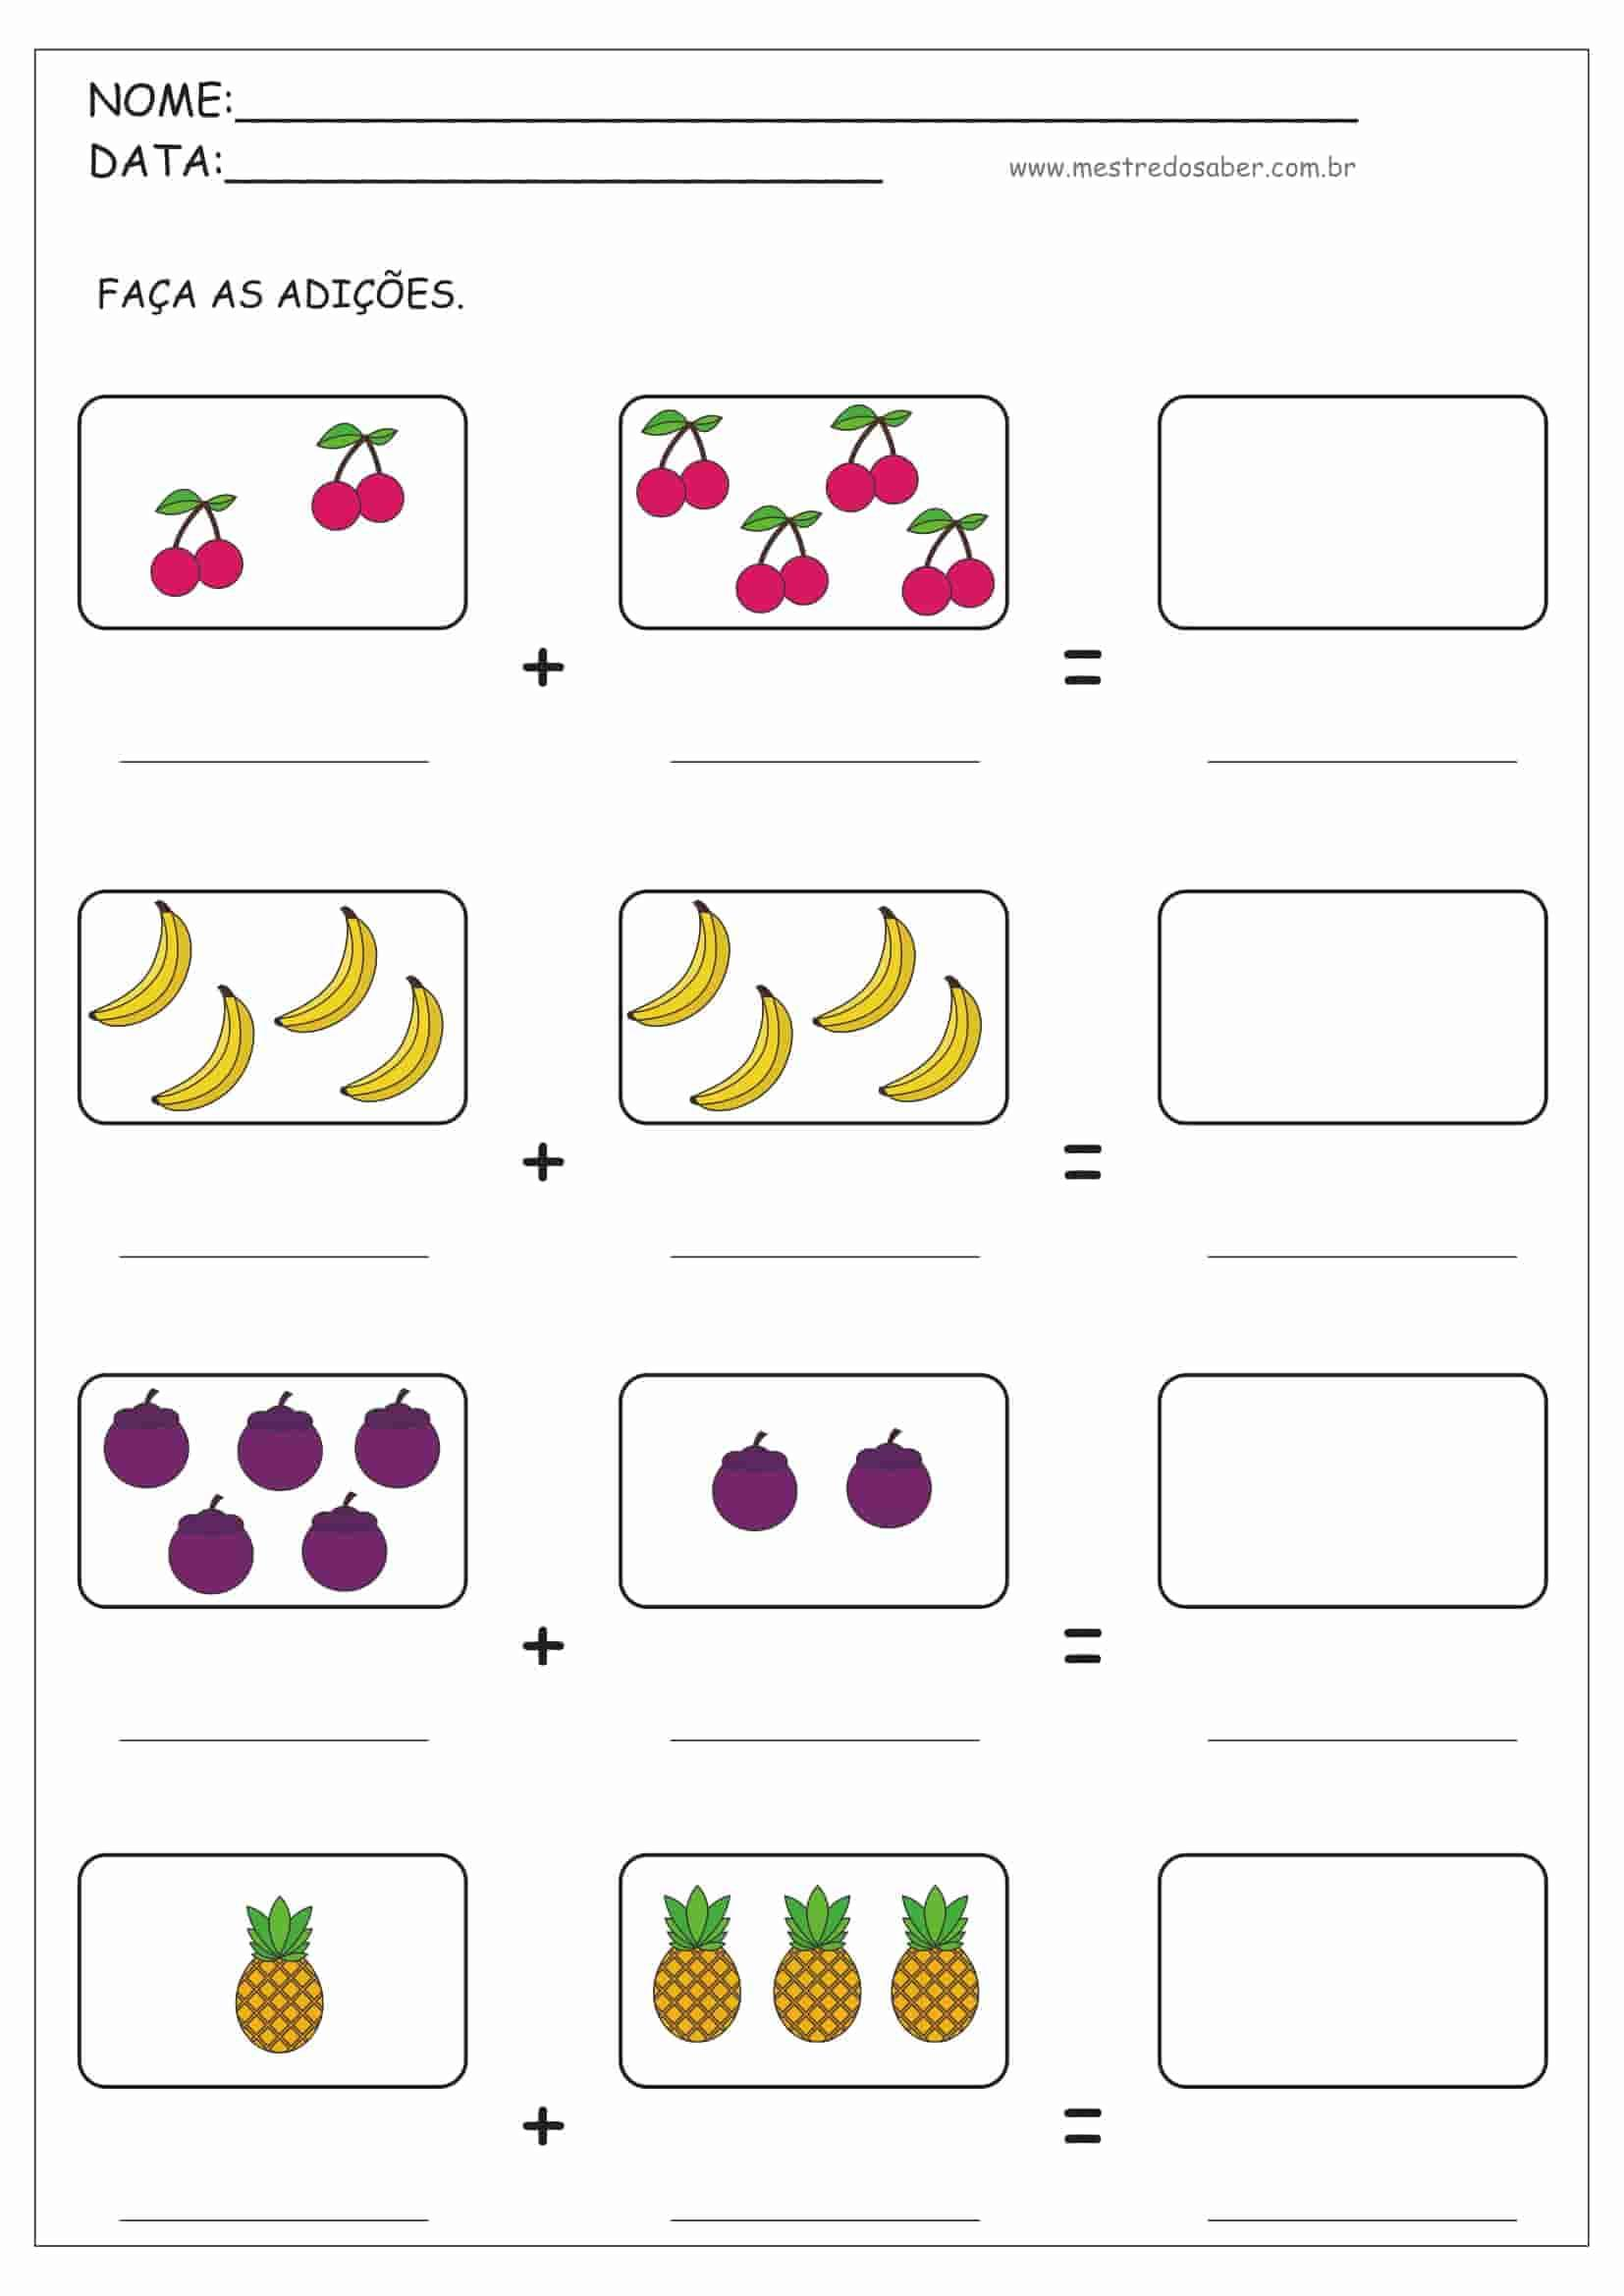 NOME:
DATA:
www.mestredosaber.com.br
FAÇA AS ADIÇÕES.
+ =
+ =
+ =
+ =